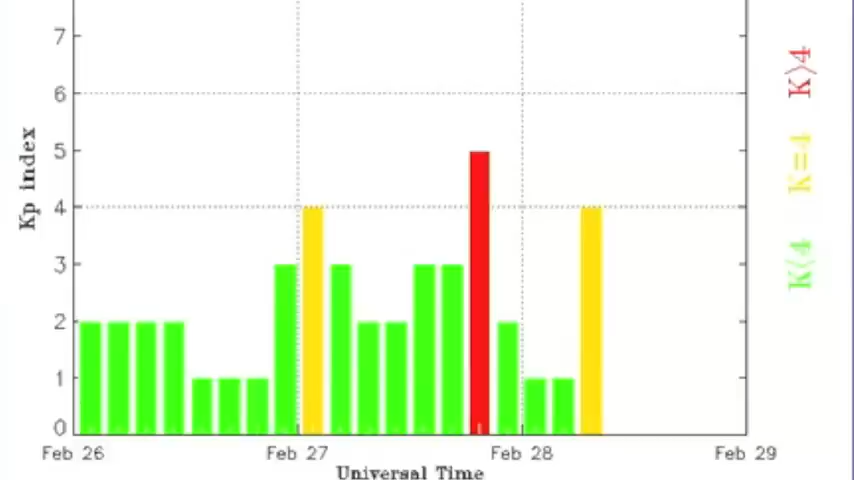 7
6
5
4
3
2
1
0
Kp index
Feb 26
Feb 27
Feb 28
Feb 29
Universal Time
K>4
K=4
K<4